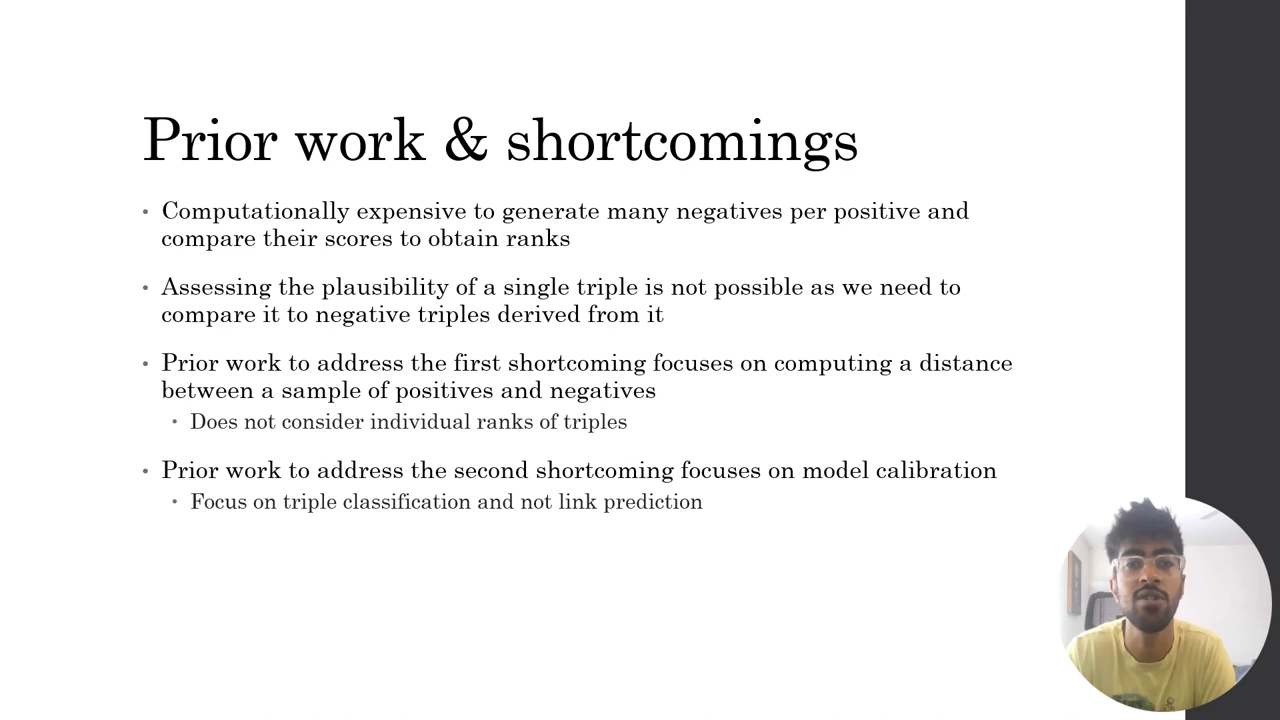 Prior work & shortcomings
• Computationally expensive to generate many negatives per positive and
compare their scores to obtain ranks
• Assessing the plausibility of a single triple is not possible as we need to
compare it to negative triples derived from it
• Prior work to address the first shortcoming focuses on computing a distance
between a sample of positives and negatives
• Does not consider individual ranks of triples
• Prior work to address the second shortcoming focuses on model calibration
• Focus on triple classification and not link prediction